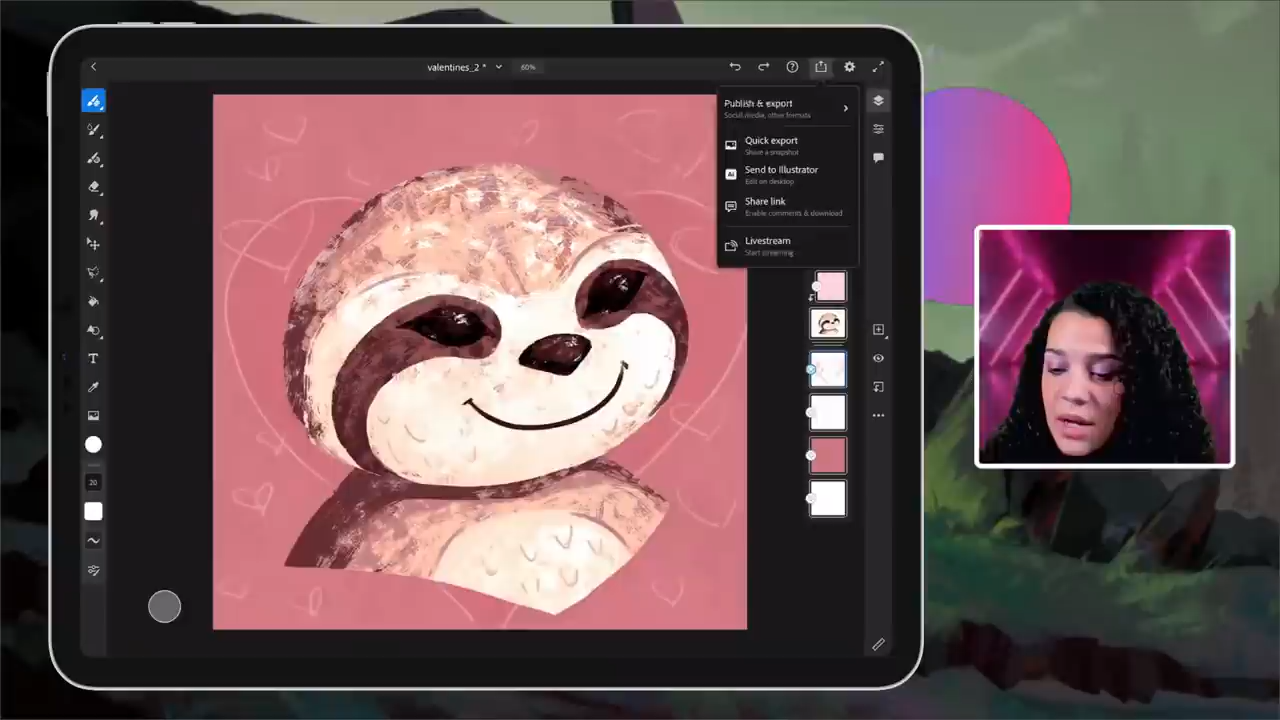 valentines_2 *
60%
Publish & export
Social media, other formats
Quick export
Share a snapshot
Send to Illustrator
Ai
Edit on desktop
Share link
Enable comments & download
Livestream
Start streaming
T
20